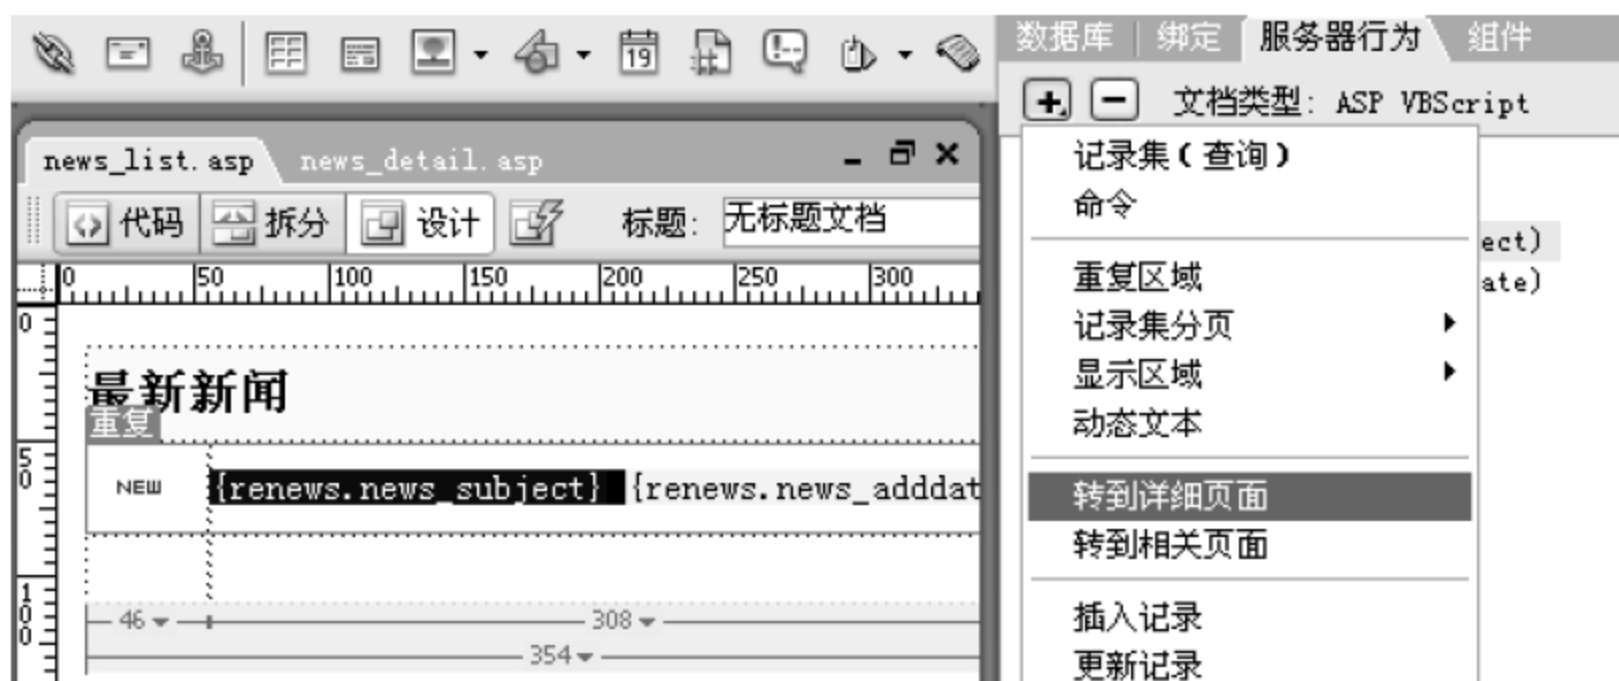 19
数据库 绑定 服务器行为 组件
文档类型: ASP VBScript
news_list.asp news_detail.asp
代码 拆分 设计 标题: 无标题文档
0 50 100 150 200 250 300
0
50
100
最新新闻
重复
NEW {renews.news_subject} {renews.news_adddat
46 308
354
记录集(查询)
命令
重复区域
记录集分页
显示区域
动态文本
转到详细页面
转到相关页面
插入记录
更新记录
ect)
ate)